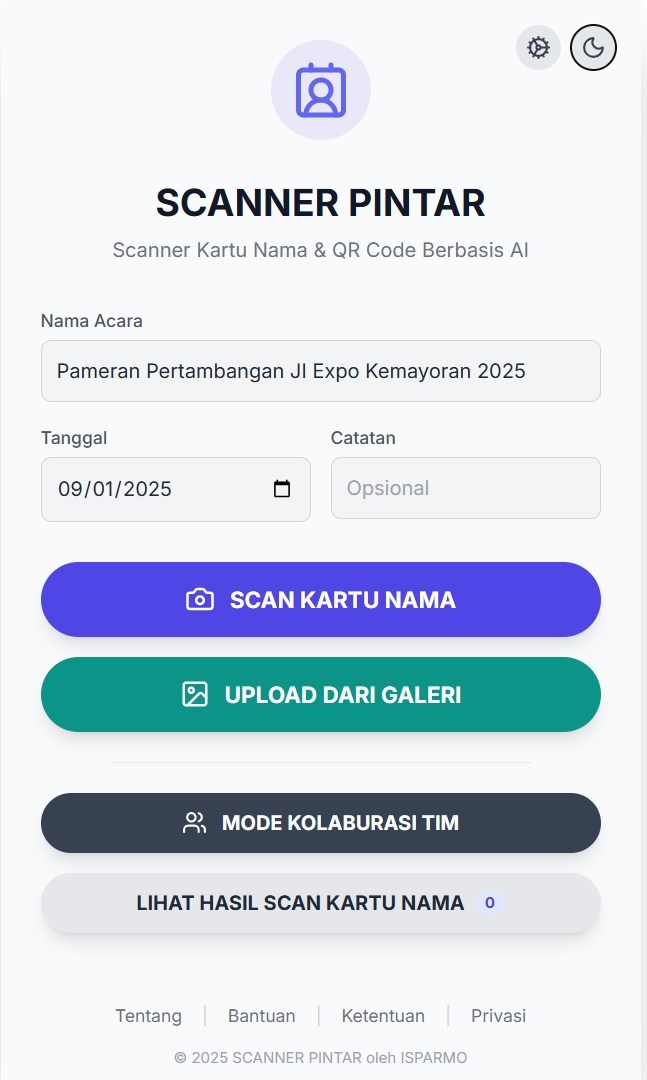 SCANNER PINTAR
Scanner Kartu Nama & QR Code Berbasis AI
Nama Acara
Pameran Pertambangan JI Expo Kemayoran 2025
Tanggal Catatan
09/01/2025 Opsional
SCAN KARTU NAMA
UPLOAD DARI GALERI
MODE KOLABURASI TIM
LIHAT HASIL SCAN KARTU NAMA 0
Tentang | Bantuan | Ketentuan | Privasi
© 2025 SCANNER PINTAR oleh ISPARMO